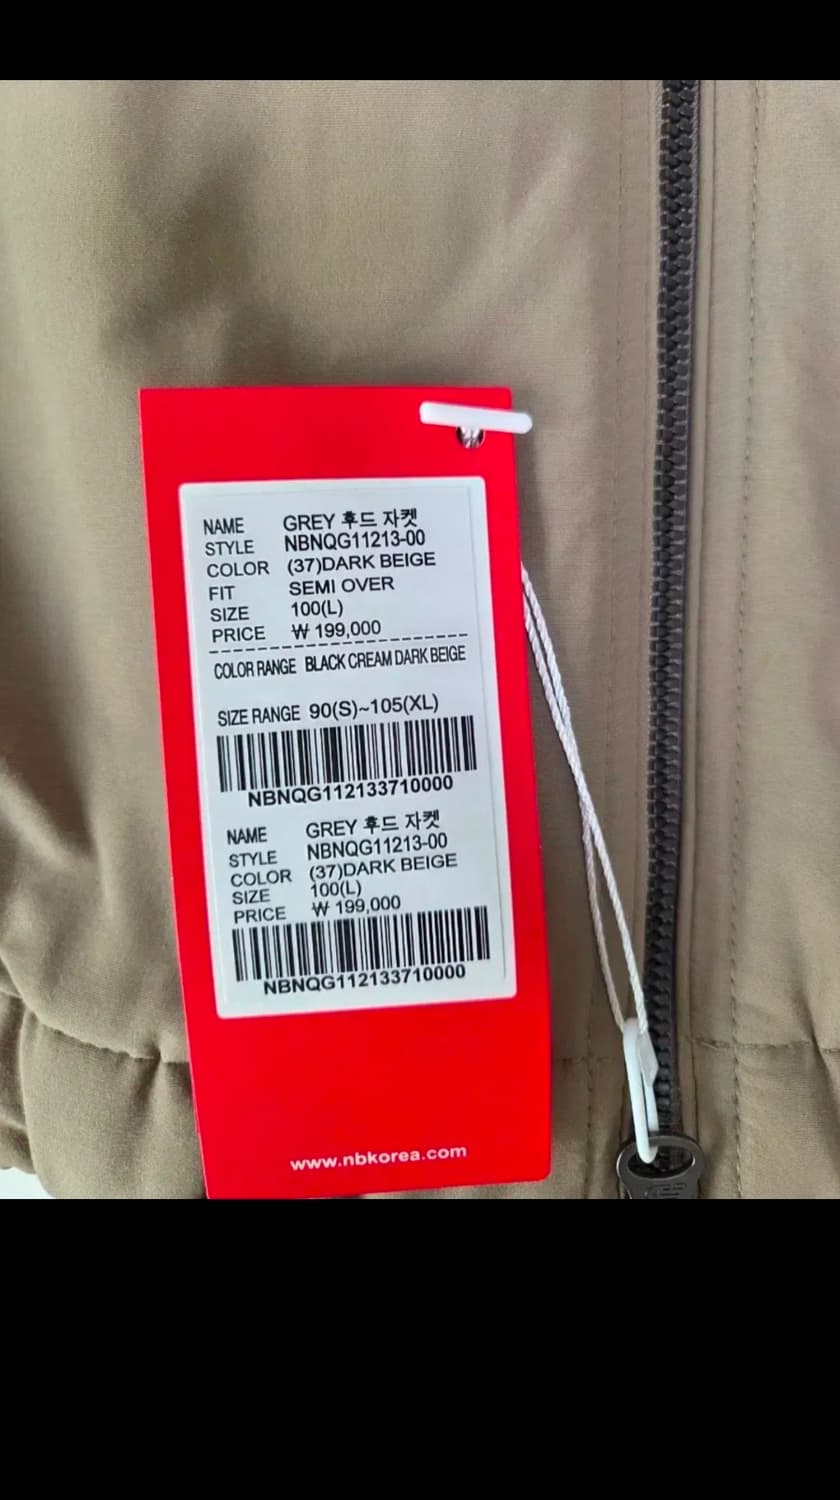 NAME GREY 후드 자켓
STYLE NBNQG11213-00
COLOR (37)DARK BEIGE
FIT SEMI OVER
SIZE 100(L)
PRICE ₩ 199,000
COLOR RANGE BLACK CREAM DARK BEIGE
SIZE RANGE 90(S)~105(XL)
NBNQG112133710000
NAME GREY 후드 자켓
STYLE NBNQG11213-00
COLOR (37)DARK BEIGE
SIZE 100(L)
PRICE ₩ 199,000
NBNQG112133710000
www.nbkorea.com